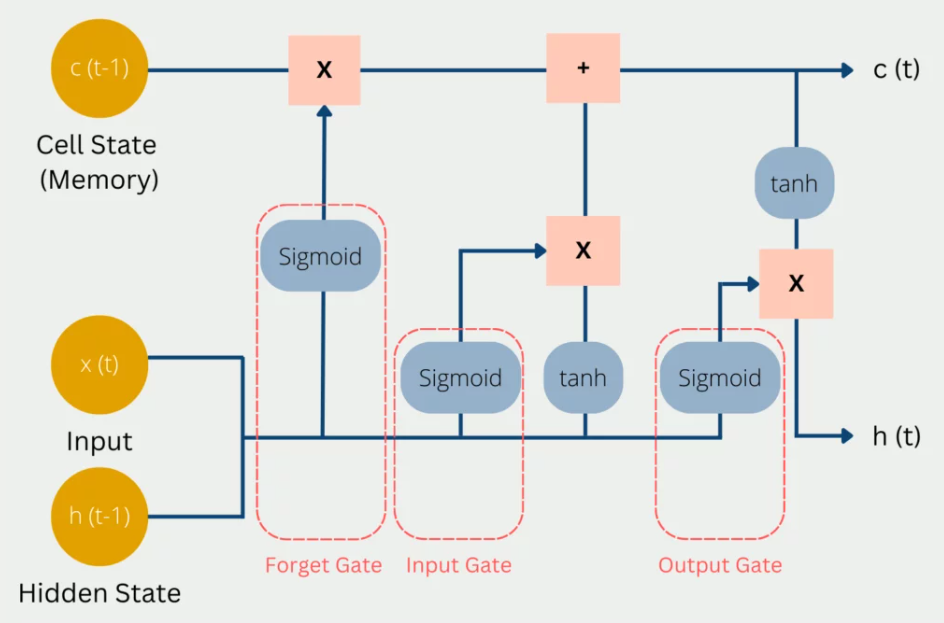 c (t-1)
X
+
c (t)
Cell State
(Memory)
tanh
Sigmoid
X
X
x (t)
Sigmoid
tanh
Sigmoid
Input
h (t)
h (t-1)
Forget Gate
Input Gate
Output Gate
Hidden State